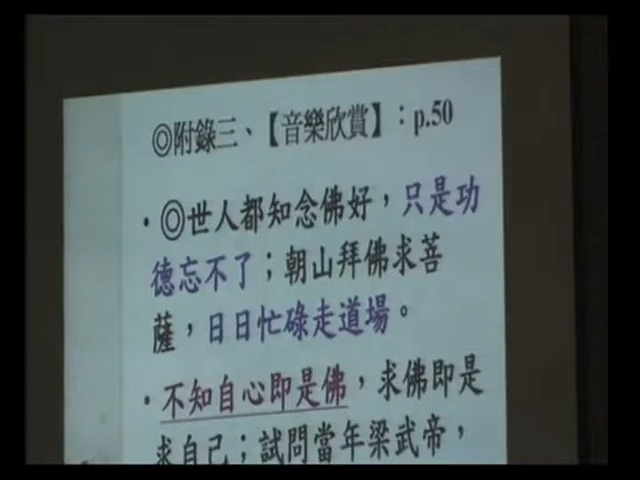 ◎附錄三、【音樂欣賞】：p.50
·◎世人都知念佛好，只是功
德忘不了；朝山拜佛求菩
薩，日日忙碌走道場。
·不知自心即是佛，求佛即是
求自己；試問當年梁武帝，